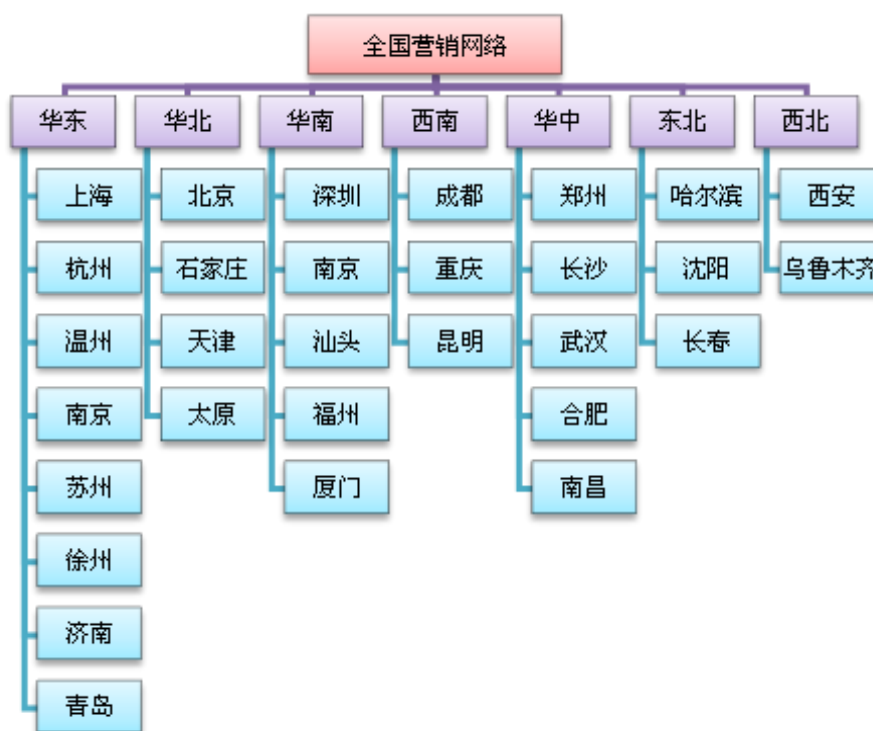 全国营销网络
华东 华北 华南 西南 华中 东北 西北
上海 北京 深圳 成都 郑州 哈尔滨 西安
杭州 石家庄 南京 重庆 长沙 沈阳 乌鲁木齐
温州 天津 汕头 昆明 武汉 长春
南京 太原 福州 合肥
苏州 厦门 南昌
徐州
济南
青岛